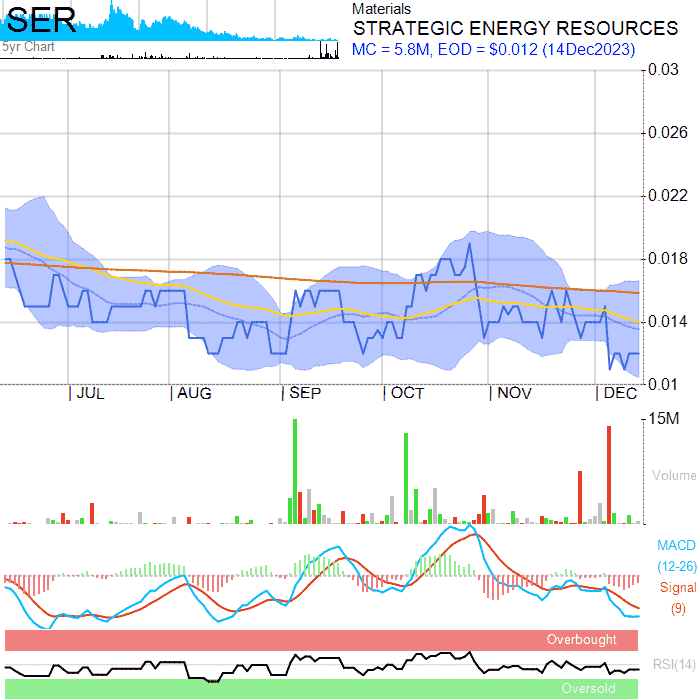 SER
5yr Chart
Materials
STRATEGIC ENERGY RESOURCES
MC = 5.8M, EOD = $0.012 (14Dec2023)
0.03
0.026
0.022
0.018
0.014
0.01
| JUL | AUG | SEP | OCT | NOV | DEC
15M
Volume
MACD
(12-26)
Signal
(9)
Overbought
RSI(14)
Oversold